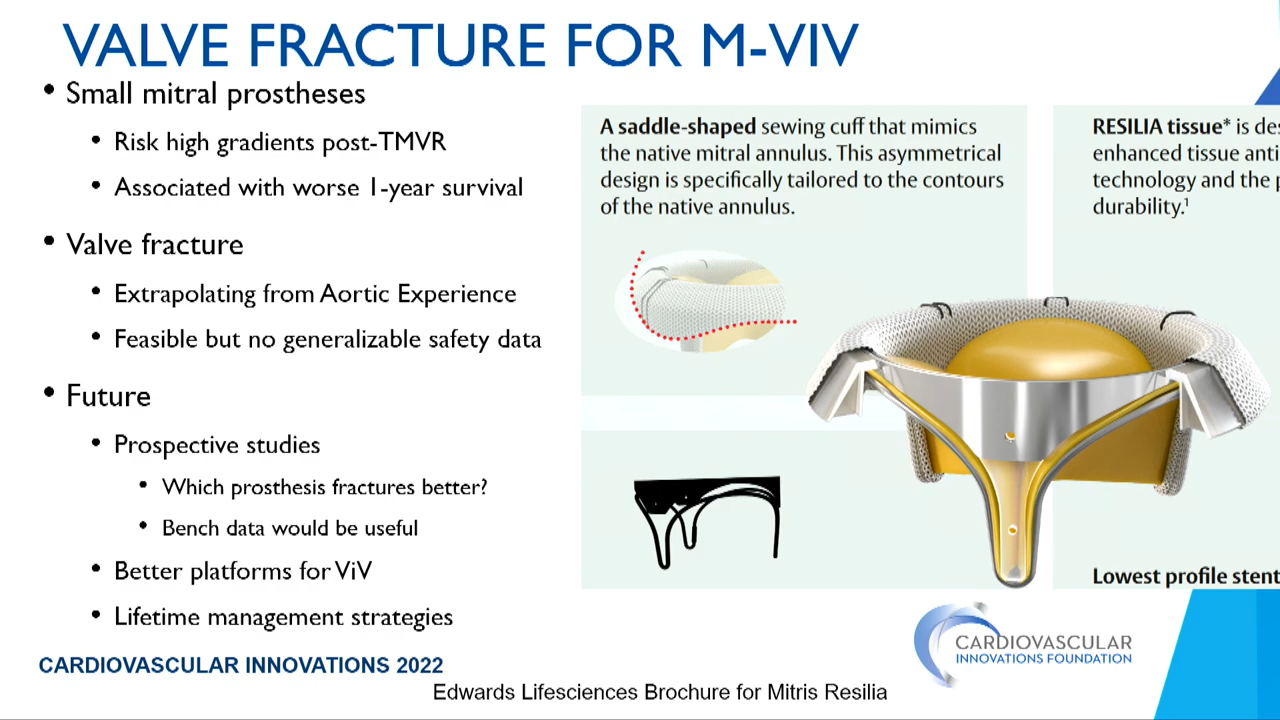 VALVE FRACTURE FOR M-VIV
• Small mitral prostheses
• Risk high gradients post-TMVR
• Associated with worse 1-year survival
• Valve fracture
• Extrapolating from Aortic Experience
• Feasible but no generalizable safety data
• Future
• Prospective studies
• Which prosthesis fractures better?
• Bench data would be useful
• Better platforms for ViV
• Lifetime management strategies
A saddle-shaped sewing cuff that mimics
the native mitral annulus. This asymmetrical
design is specifically tailored to the contours
of the native annulus.
RESILIA tissue* is
enhanced tissue
technology and the
durability.¹
Lowest profile
CARDIOVASCULAR
INNOVATIONS FOUNDATION
CARDIOVASCULAR INNOVATIONS 2022
Edwards Lifesciences Brochure for Mitris Resilia